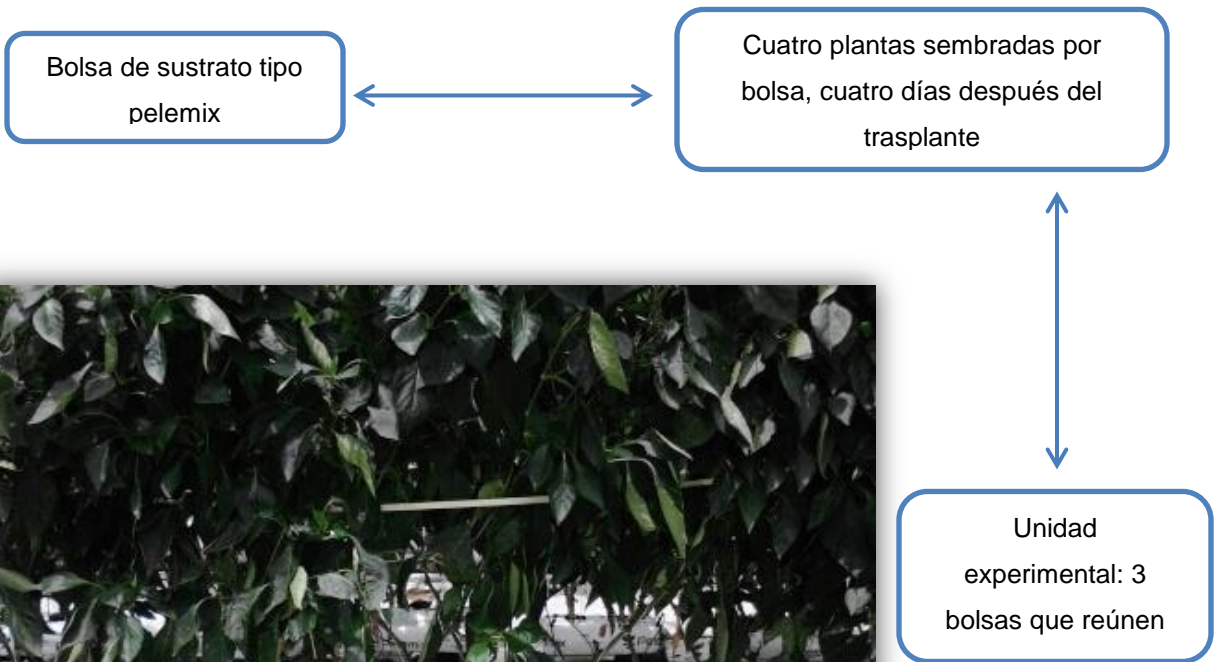 Bolsa de sustrato tipo
pelemix
Cuatro plantas sembradas por
bolsa, cuatro días después del
trasplante
Unidad
experimental: 3
bolsas que reúnen